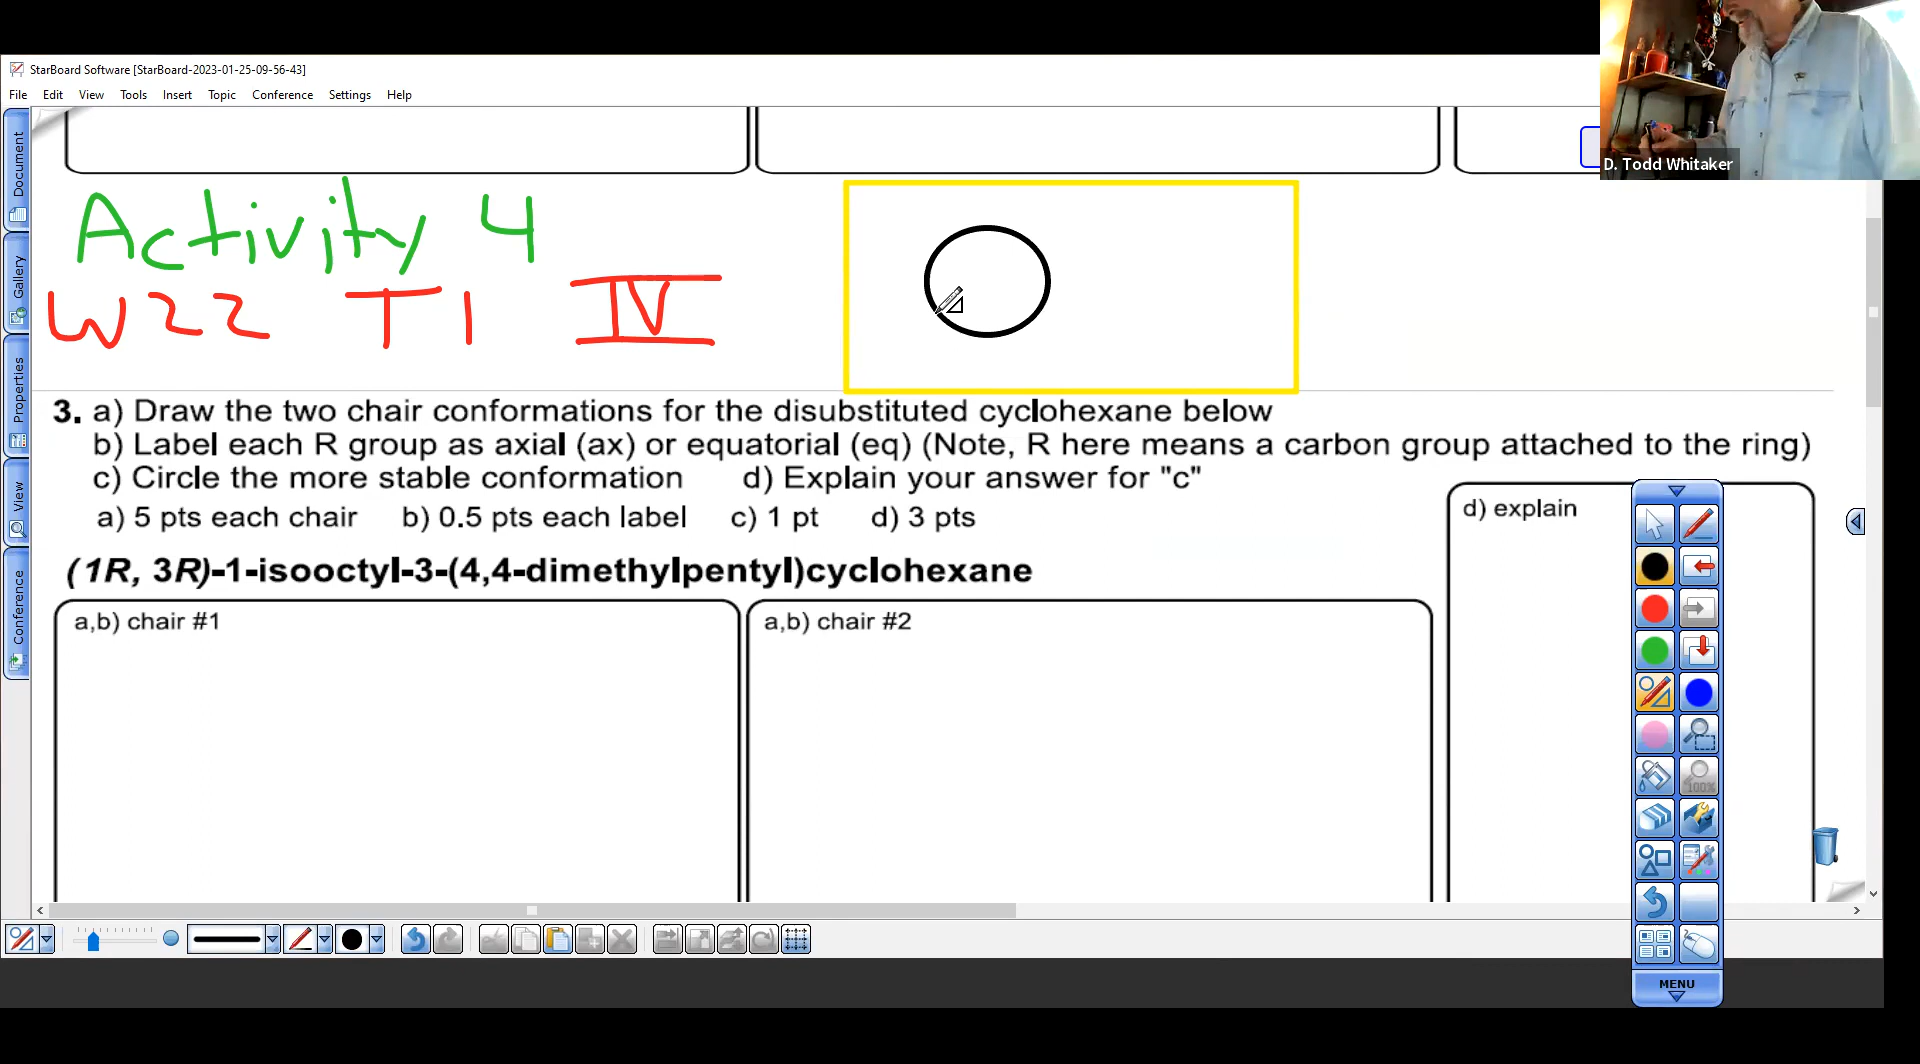 StarBoard Software [StarBoard-2023-01-25-09-56-43]
File Edit View Tools Insert Topic Conference Settings Help
D. Todd Whitaker
Document
Gallery
Properties
View
Conference
Activity 4
W22 T1 IV
3. a) Draw the two chair conformations for the disubstituted cyclohexane below
b) Label each R group as axial (ax) or equatorial (eq) (Note, R here means a carbon group attached to the ring)
c) Circle the more stable conformation d) Explain your answer for "c"
a) 5 pts each chair b) 0.5 pts each label c) 1 pt d) 3 pts
d) explain
(1R, 3R)-1-isooctyl-3-(4,4-dimethylpentyl)cyclohexane
a,b) chair #1
a,b) chair #2
100%
MENU